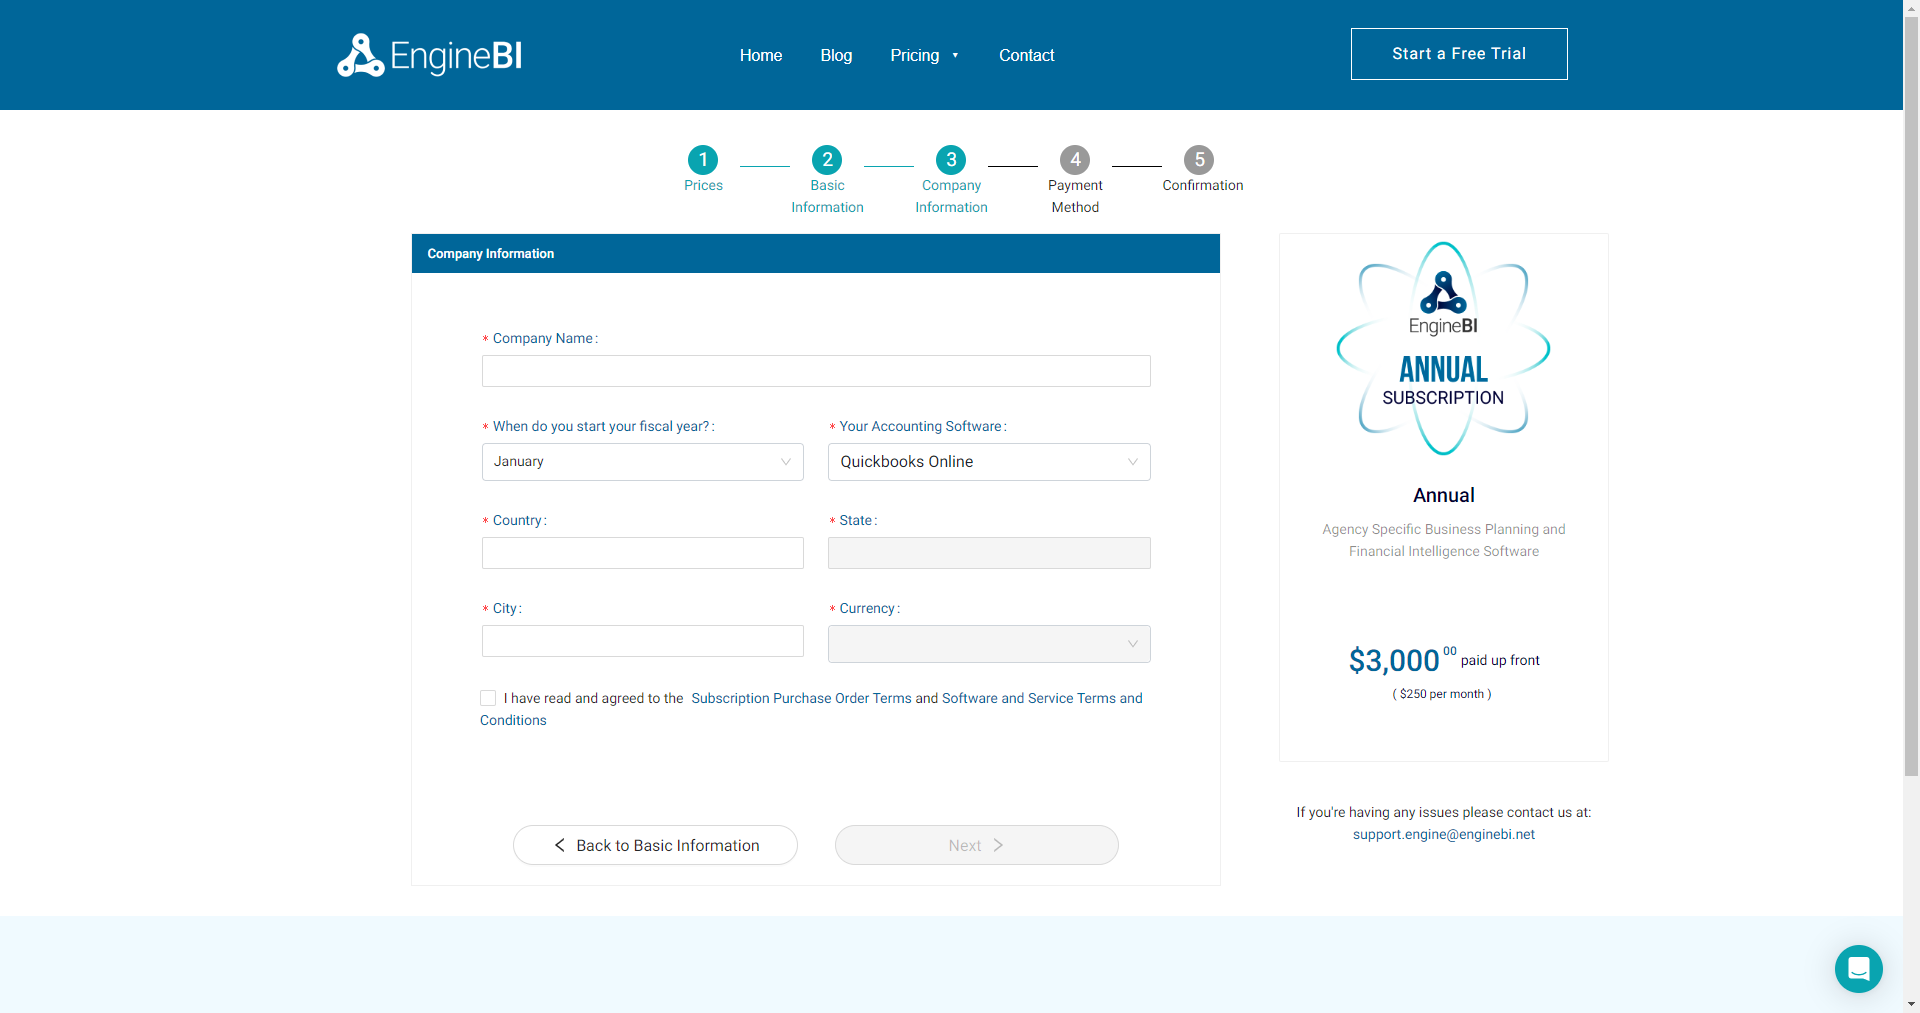 EngineBI
Home
Blog
Pricing ▼
Contact
Start a Free Trial
1
Prices
2
Basic
Information
3
Company
Information
4
Payment
Method
5
Confirmation
Company Information
* Company Name :
* When do you start your fiscal year? :
January
* Your Accounting Software :
Quickbooks Online
* Country :
* State :
* City :
* Currency :
I have read and agreed to the Subscription Purchase Order Terms and Software and Service Terms and
Conditions
< Back to Basic Information
Next >
EngineBI
ANNUAL
SUBSCRIPTION
Annual
Agency Specific Business Planning and
Financial Intelligence Software
$3,000 00 paid up front
( $250 per month )
If you're having any issues please contact us at:
support.engine@enginebi.net